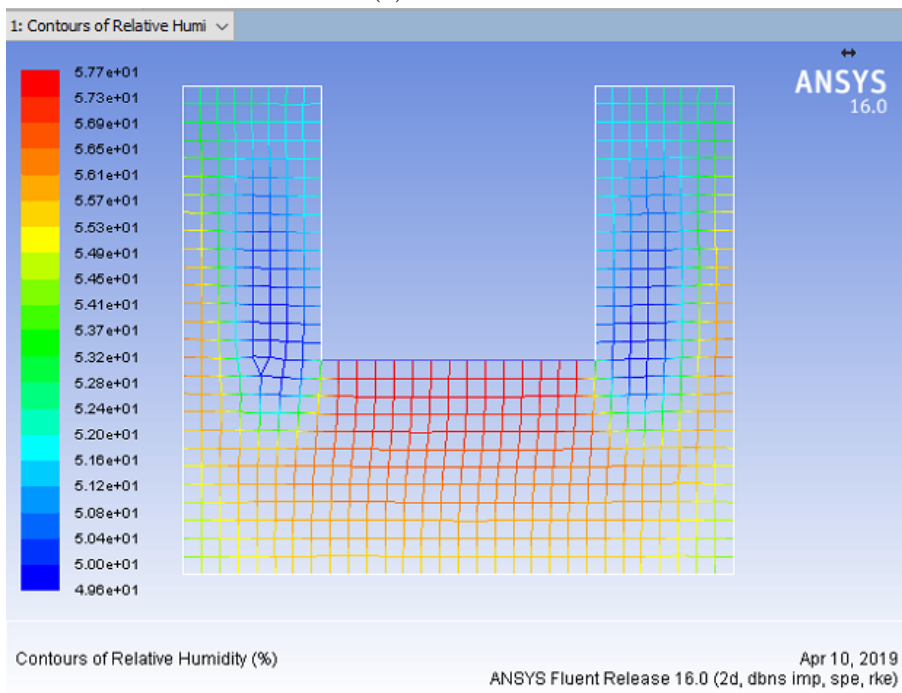 1: Contours of Relative Humi
ANSYS
16.0
5.77e+01
5.73e+01
5.69e+01
5.65e+01
5.61e+01
5.57e+01
5.53e+01
5.49e+01
5.45e+01
5.41e+01
5.37e+01
5.32e+01
5.28e+01
5.24e+01
5.20e+01
5.16e+01
5.12e+01
5.08e+01
5.04e+01
5.00e+01
4.96e+01
Contours of Relative Humidity (%)
Apr 10, 2019
ANSYS Fluent Release 16.0 (2d, dbns imp, spe, rke)